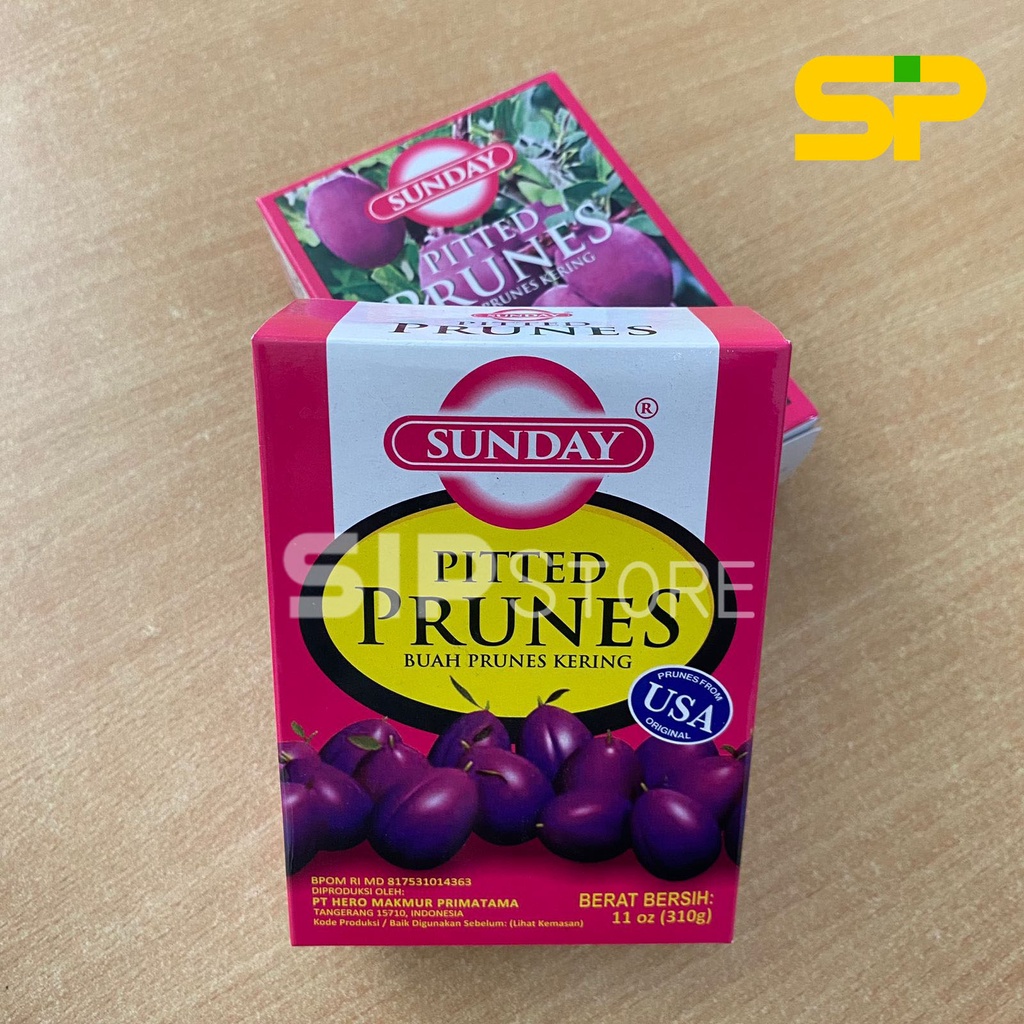 SiP
SUNDAY
PITTED
PRUNES
PRUNES KERING
SUNDAY
PITTED
PRUNES
SUNDAY ®
PITTED
PRUNES
BUAH PRUNES KERING
SIP STORE
PRUNES FROM
USA
ORIGINAL
BPOM RI MD 817531014363
DIPRODUKSI OLEH:
PT HERO MAKMUR PRIMATAMA
TANGERANG 15710, INDONESIA
Kode Produksi / Baik Digunakan Sebelum: (Lihat Kemasan)
BERAT BERSIH:
11 oz (310g)